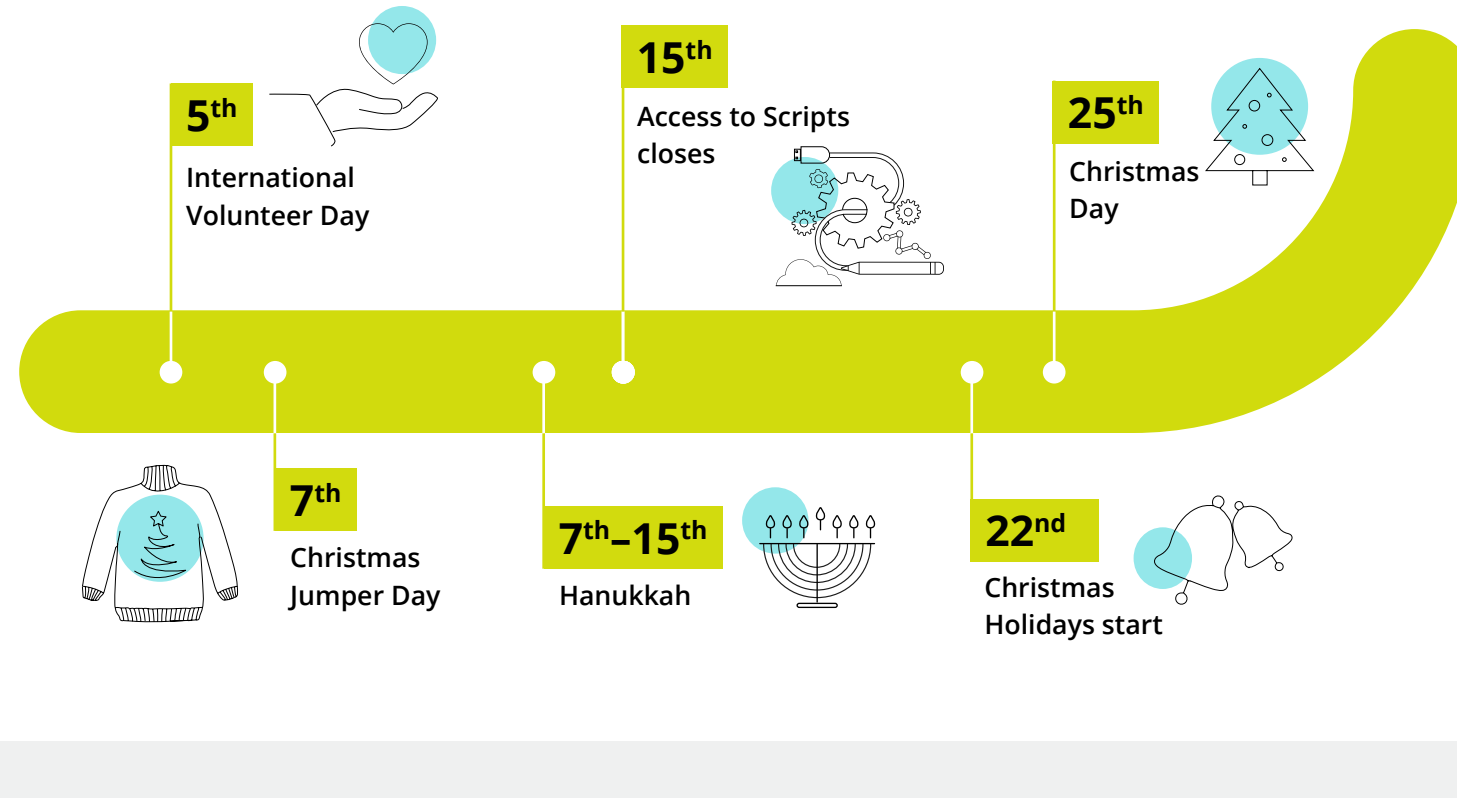 5th
International
Volunteer Day
15th
Access to Scripts
closes
25th
Christmas
Day
7th
Christmas
Jumper Day
7th–15th
Hanukkah
22nd
Christmas
Holidays start